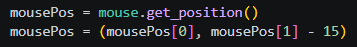 mousePos = mouse.get_position()
mousePos = (mousePos[0], mousePos[1] - 15)